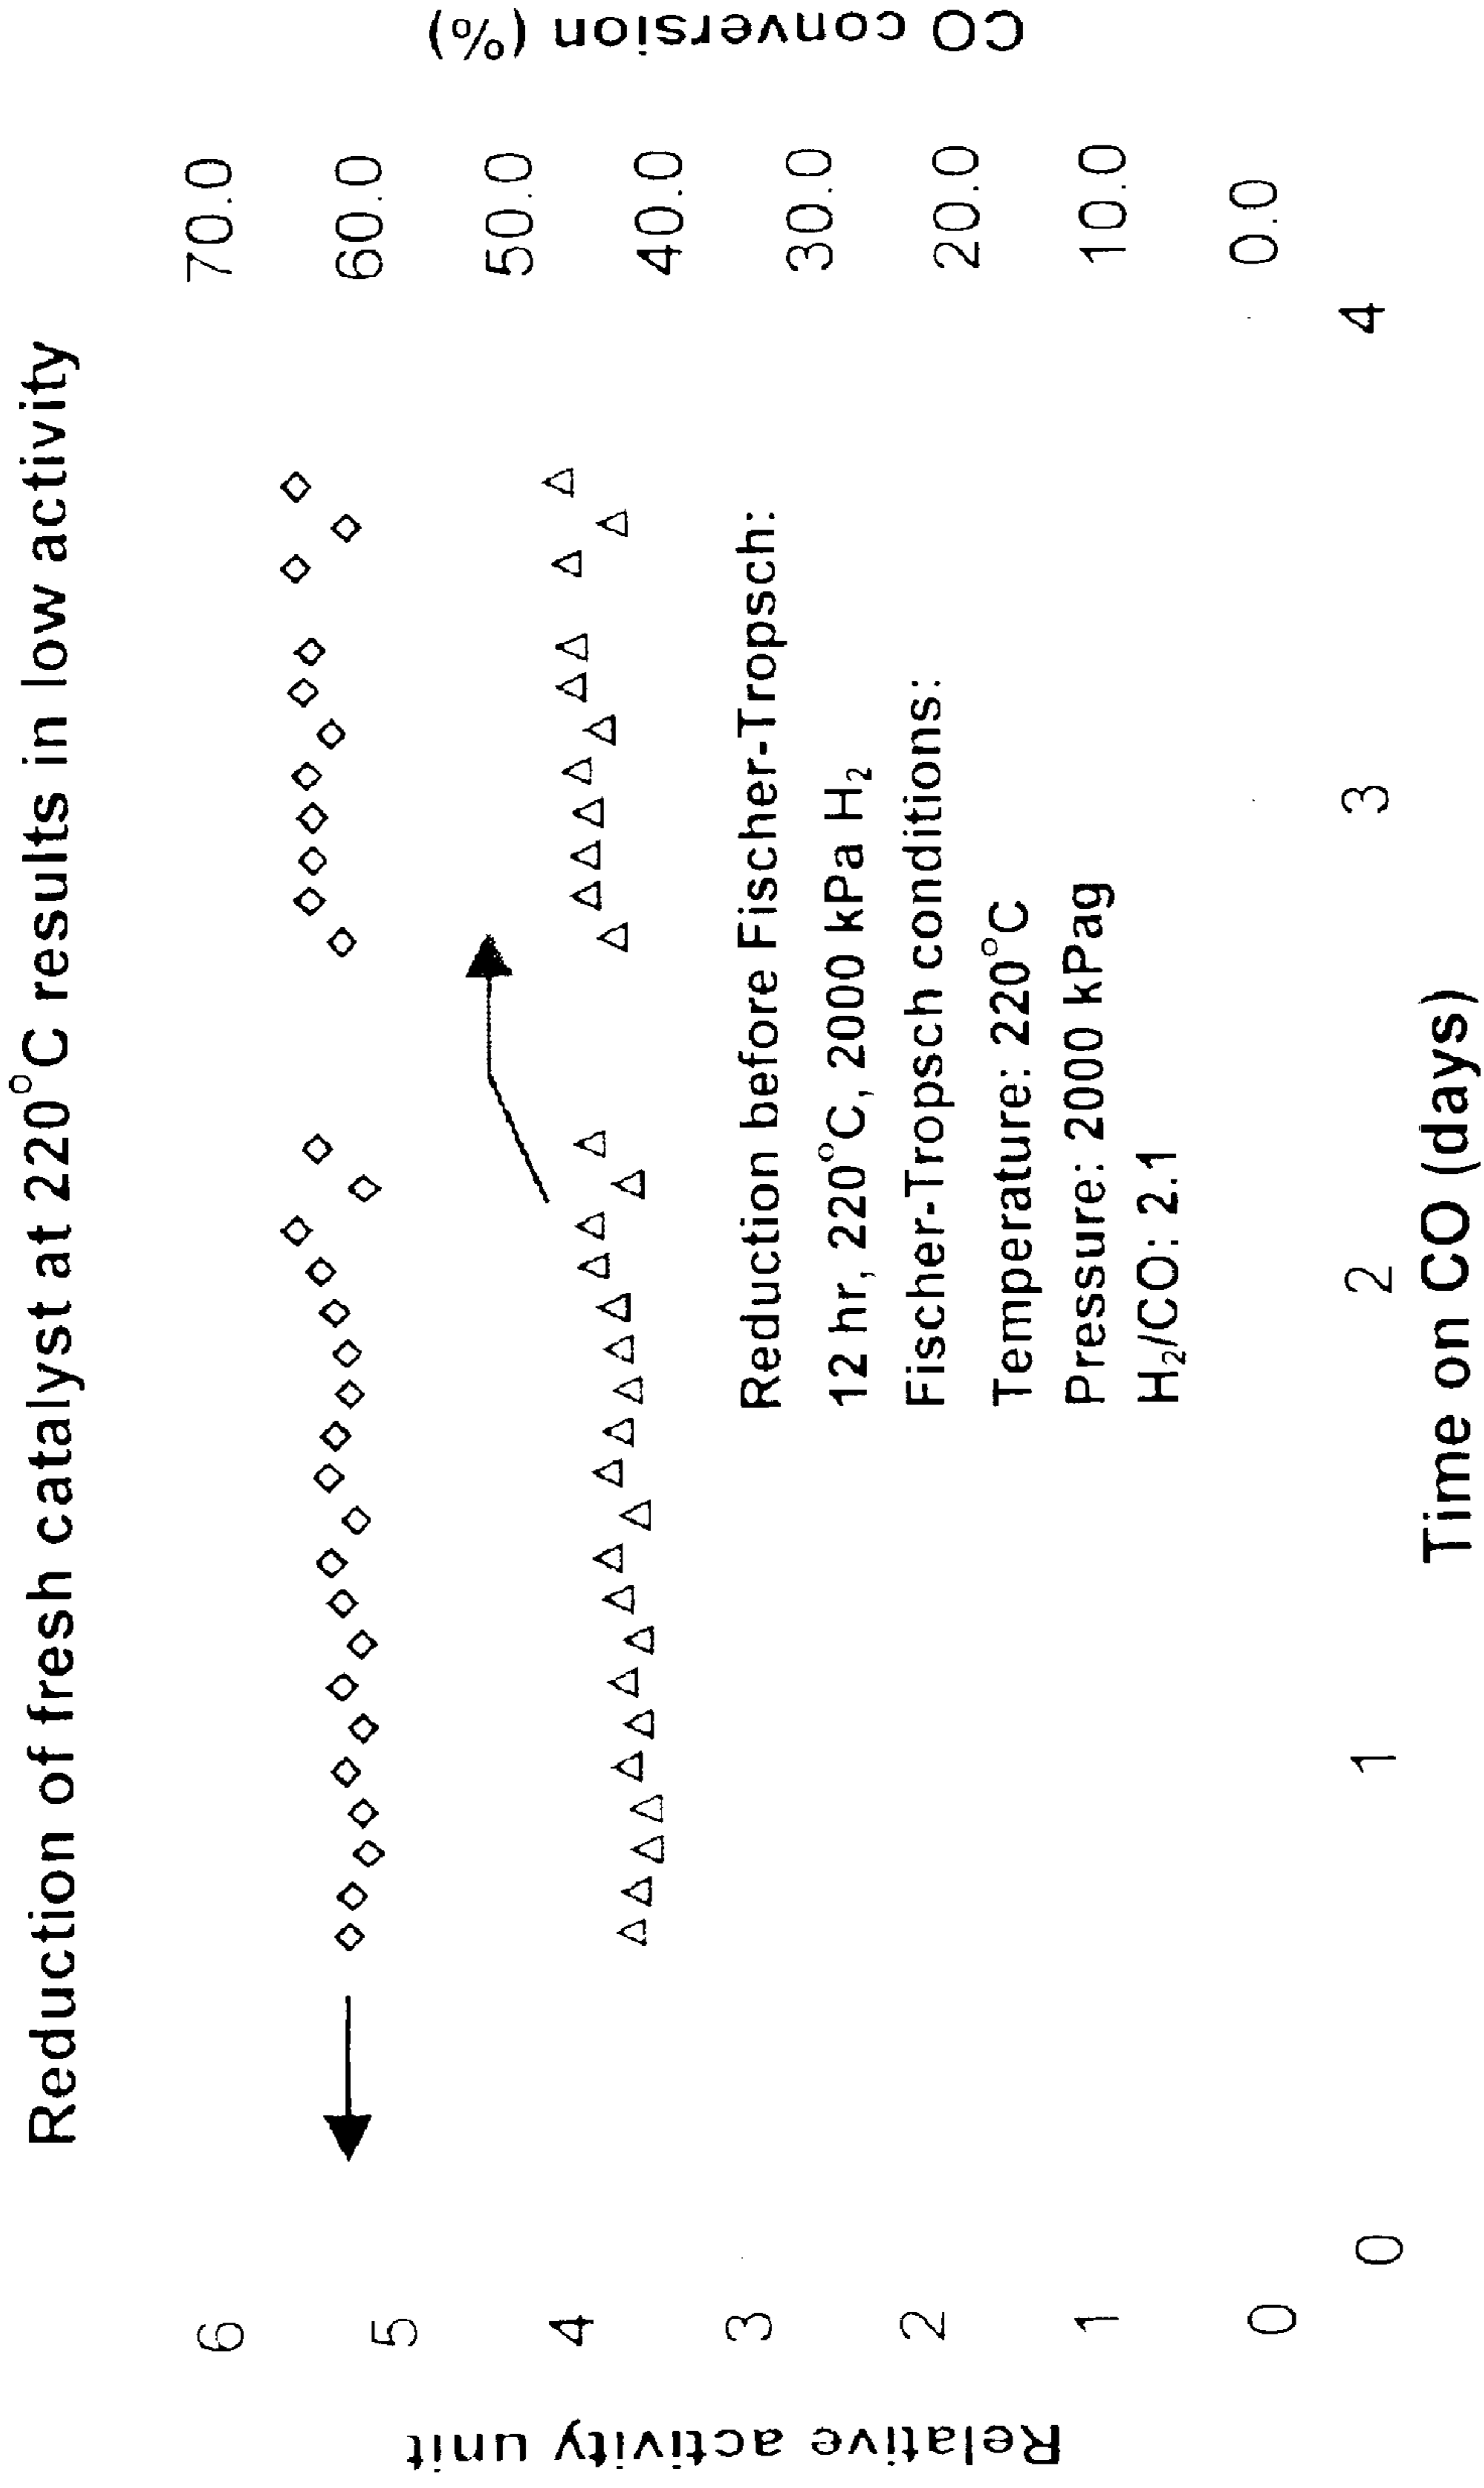 Reduction of fresh catalyst at 220°C results in low activity
6
5
4
3
2
1
0
Relative activity unit
70.0
60.0
50.0
40.0
30.0
20.0
10.0
0.0
CO conversion (%)
Reduction before Fischer-Tropsch:
12 hr, 220°C, 2000 kPa H₂
Fischer-Tropsch conditions:
Temperature: 220°C
Pressure: 2000 kPag
H₂/CO: 2.1
0 1 2 3 4
Time on CO (days)